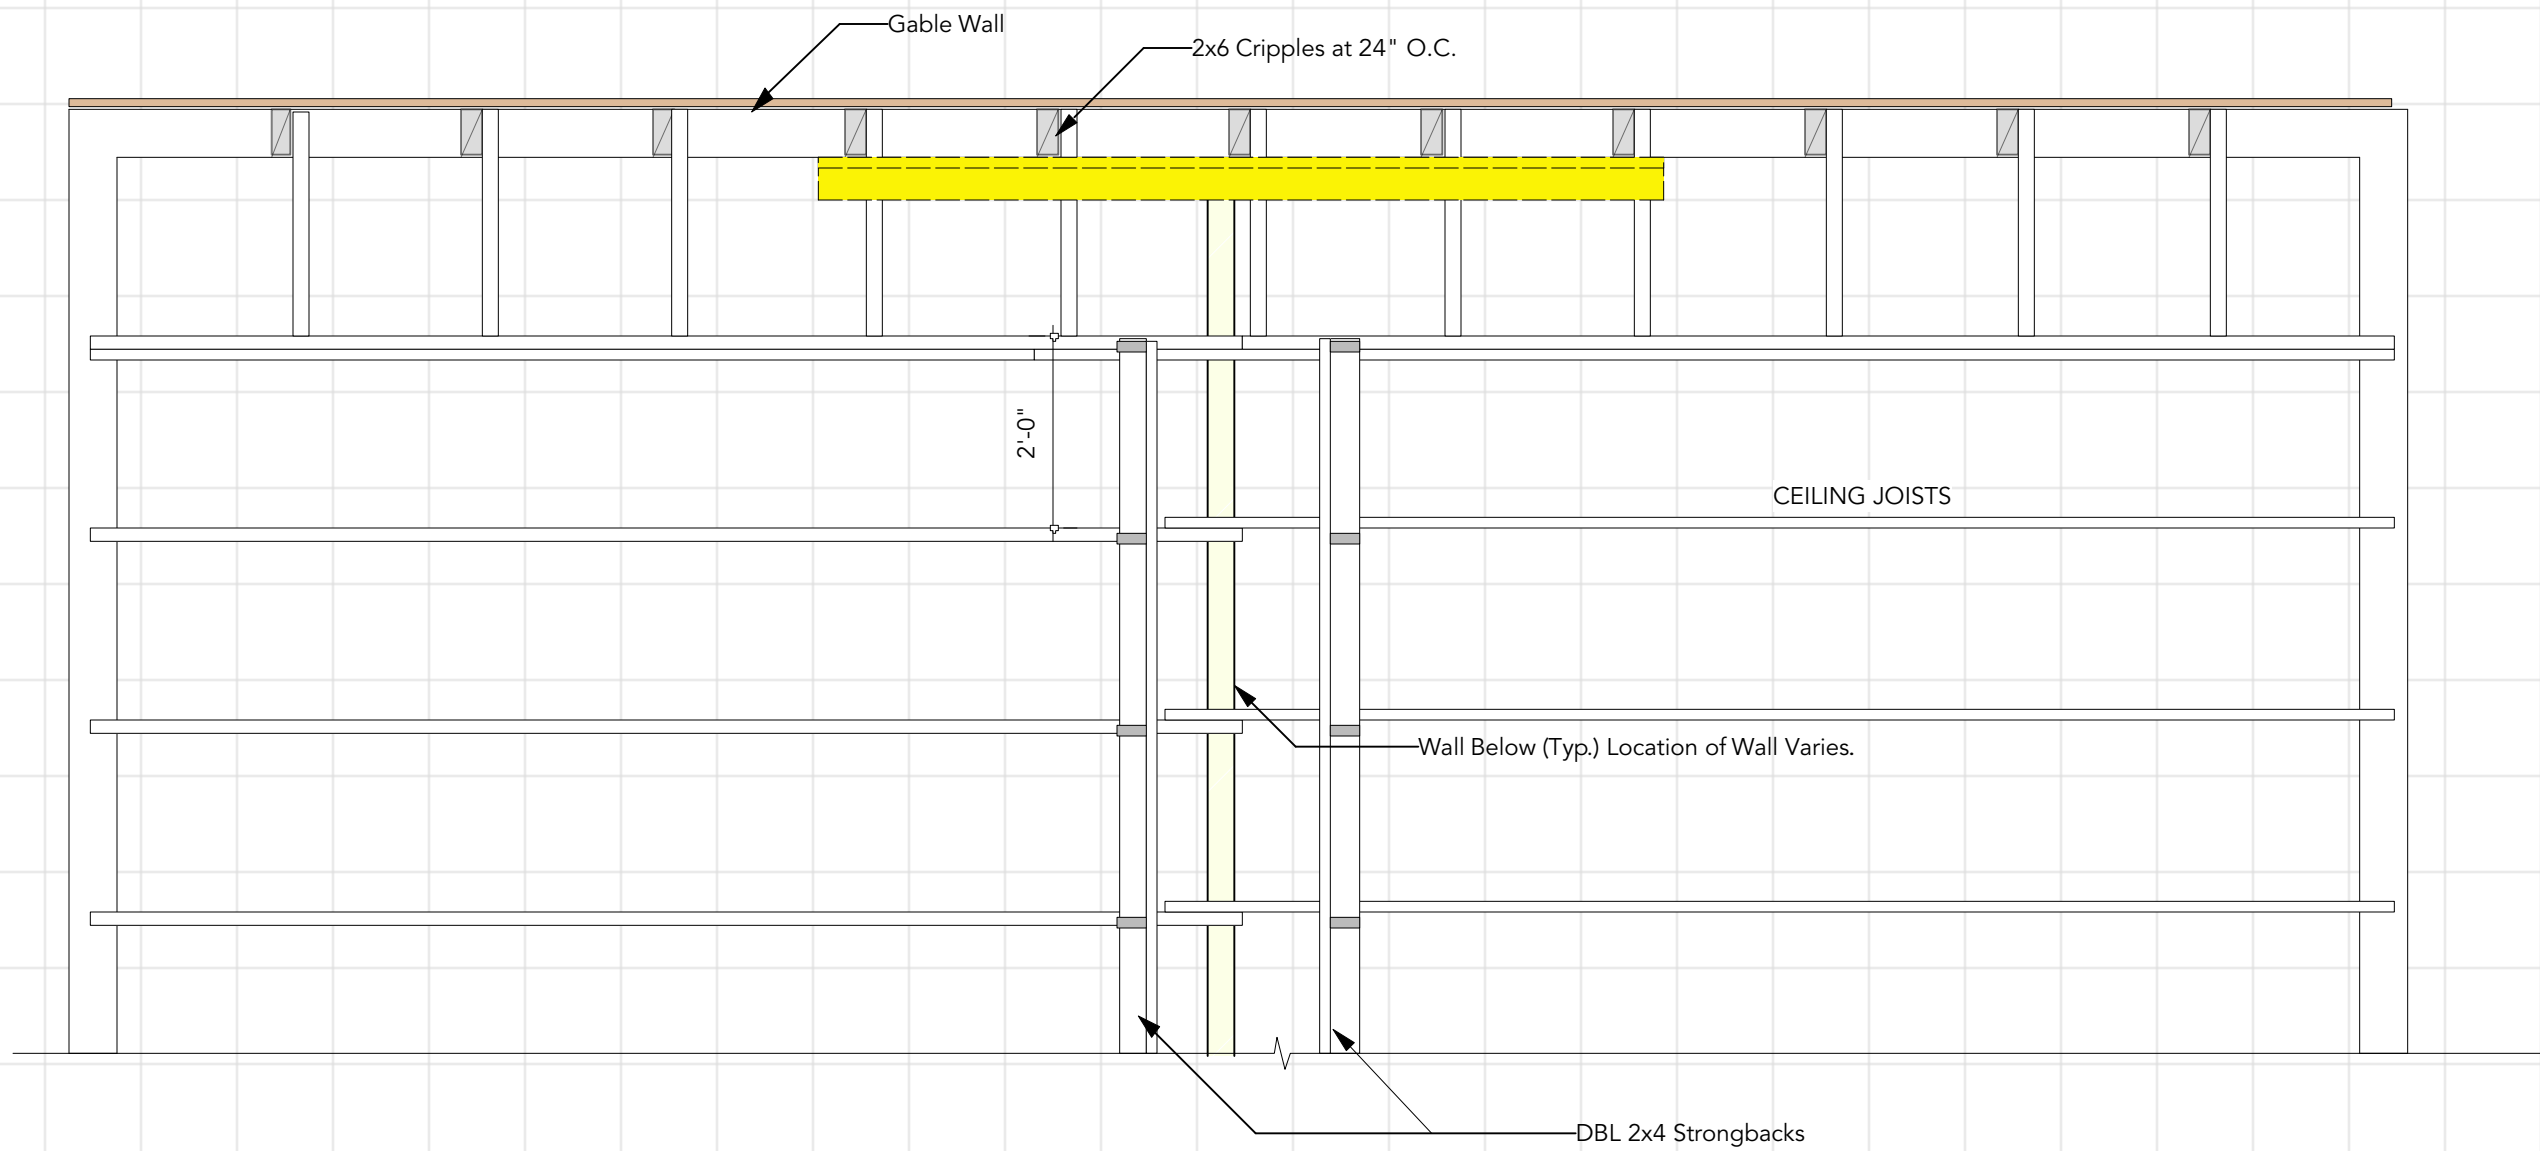 Gable Wall
2x6 Cripples at 24" O.C.
2'-0"
CEILING JOISTS
Wall Below (Typ.) Location of Wall Varies.
DBL 2x4 Strongbacks